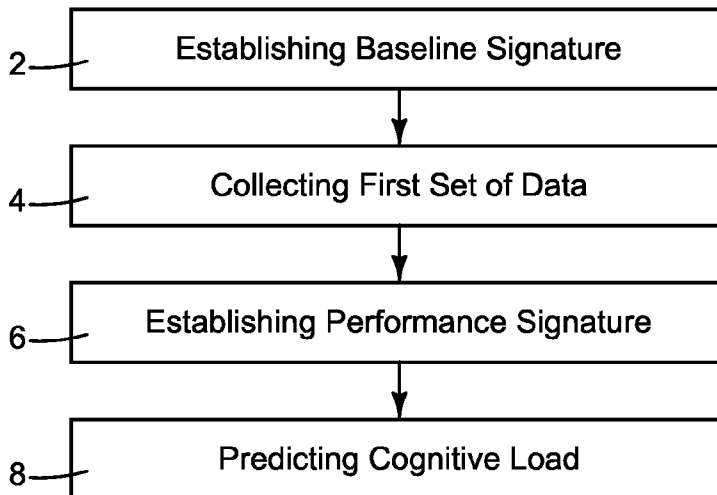 2 Establishing Baseline Signature
4 Collecting First Set of Data
6 Establishing Performance Signature
8 Predicting Cognitive Load